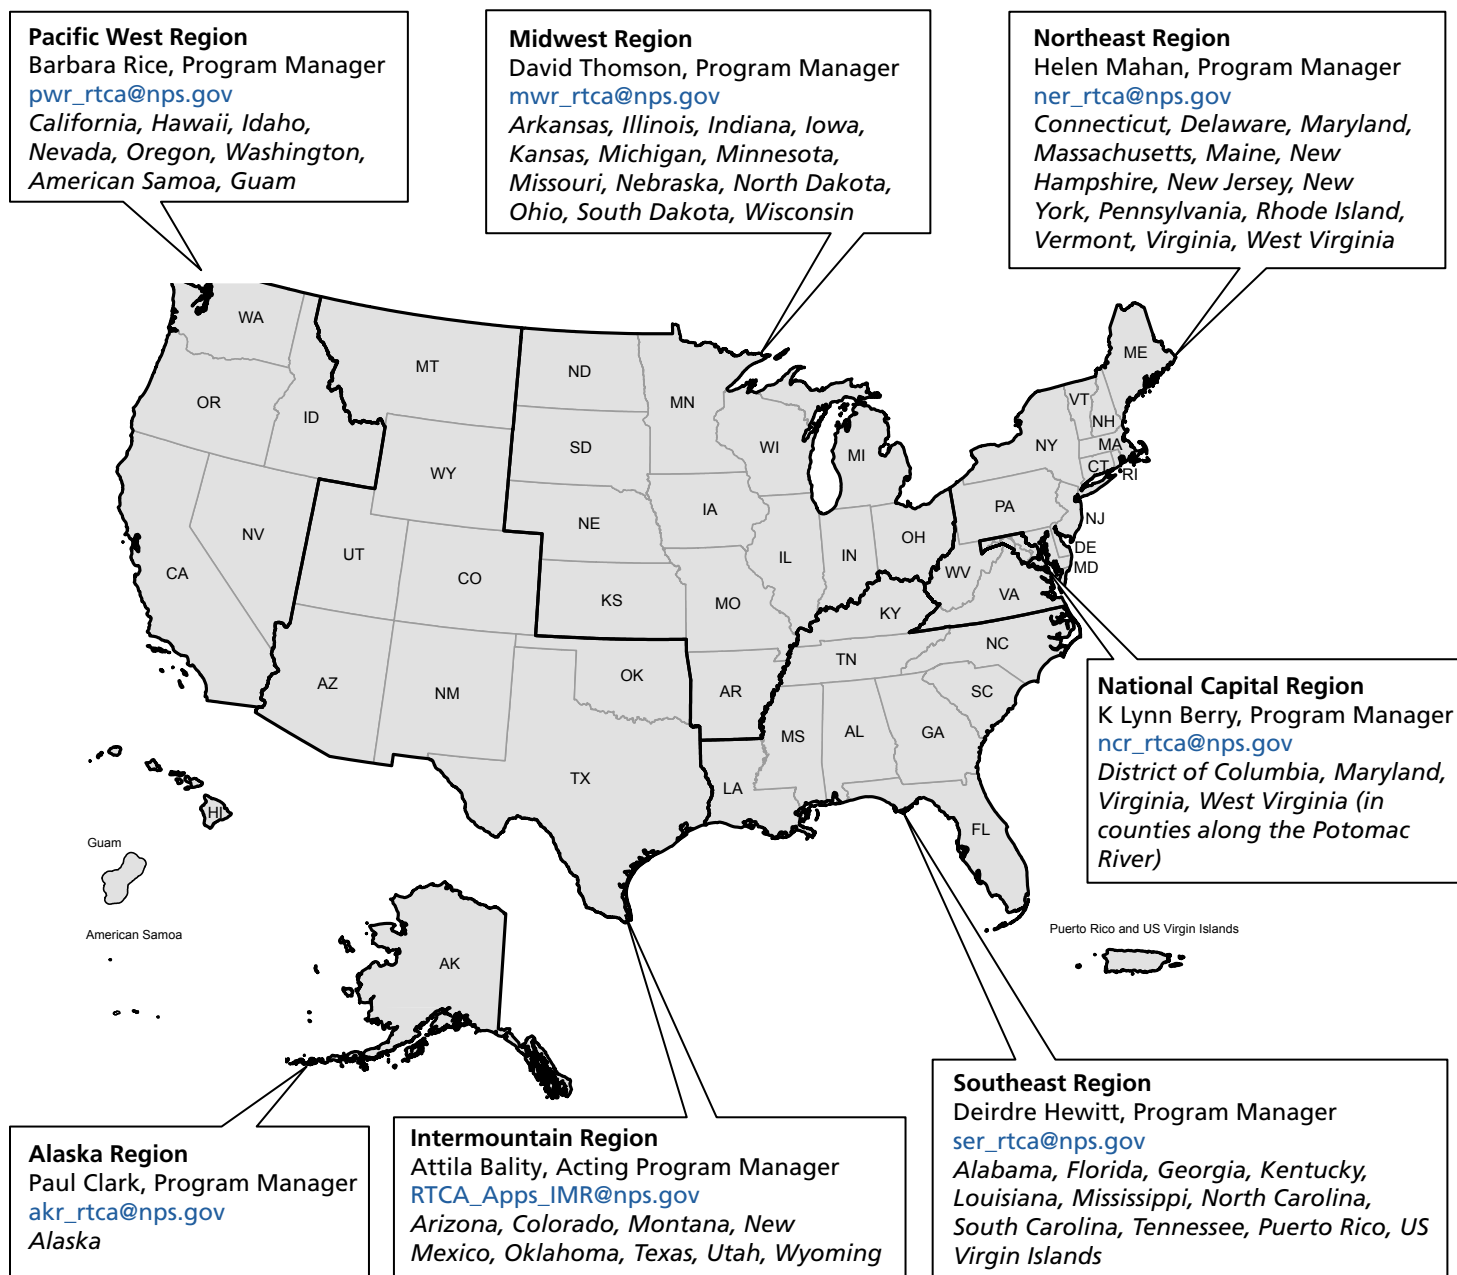 Pacific West Region
Barbara Rice, Program Manager
pwr_rtca@nps.gov
California, Hawaii, Idaho,
Nevada, Oregon, Washington,
American Samoa, Guam
Midwest Region
David Thomson, Program Manager
mwr_rtca@nps.gov
Arkansas, Illinois, Indiana, Iowa,
Kansas, Michigan, Minnesota,
Missouri, Nebraska, North Dakota,
Ohio, South Dakota, Wisconsin
Northeast Region
Helen Mahan, Program Manager
ner_rtca@nps.gov
Connecticut, Delaware, Maryland,
Massachusetts, Maine, New
Hampshire, New Jersey, New
York, Pennsylvania, Rhode Island,
Vermont, Virginia, West Virginia
WA
MT
ND
MN
ME
OR
ID
SD
WI
MI
VT
NH
NY
MA
CT
RI
WY
IA
PA
NJ
NE
NV
UT
CO
IL
IN
OH
DE
MD
WV
VA
CA
KS
MO
KY
NC
TN
AZ
NM
OK
AR
SC
MS
AL
GA
TX
LA
FL
HI
Guam
American Samoa
AK
Puerto Rico and US Virgin Islands
National Capital Region
K Lynn Berry, Program Manager
ncr_rtca@nps.gov
District of Columbia, Maryland,
Virginia, West Virginia (in
counties along the Potomac
River)
Alaska Region
Paul Clark, Program Manager
akr_rtca@nps.gov
Alaska
Intermountain Region
Attila Bality, Acting Program Manager
RTCA_Apps_IMR@nps.gov
Arizona, Colorado, Montana, New
Mexico, Oklahoma, Texas, Utah, Wyoming
Southeast Region
Deirdre Hewitt, Program Manager
ser_rtca@nps.gov
Alabama, Florida, Georgia, Kentucky,
Louisiana, Mississippi, North Carolina,
South Carolina, Tennessee, Puerto Rico, US
Virgin Islands